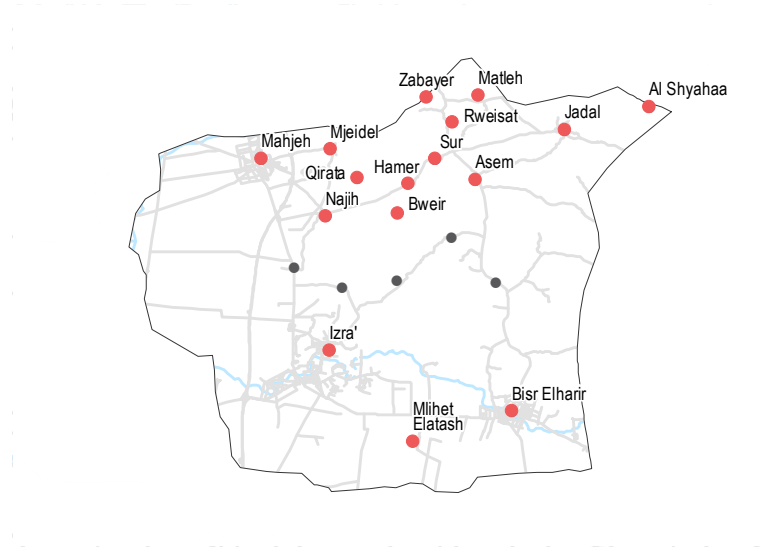 Zabayer
Matleh
Al Shyahaa
Rweisat
Jadal
Mjeidel
Mahjeh
Sur
Qirata
Hamer
Asem
Najih
Bweir
Izra'
Bisr Elharir
Mlihet
Elatash